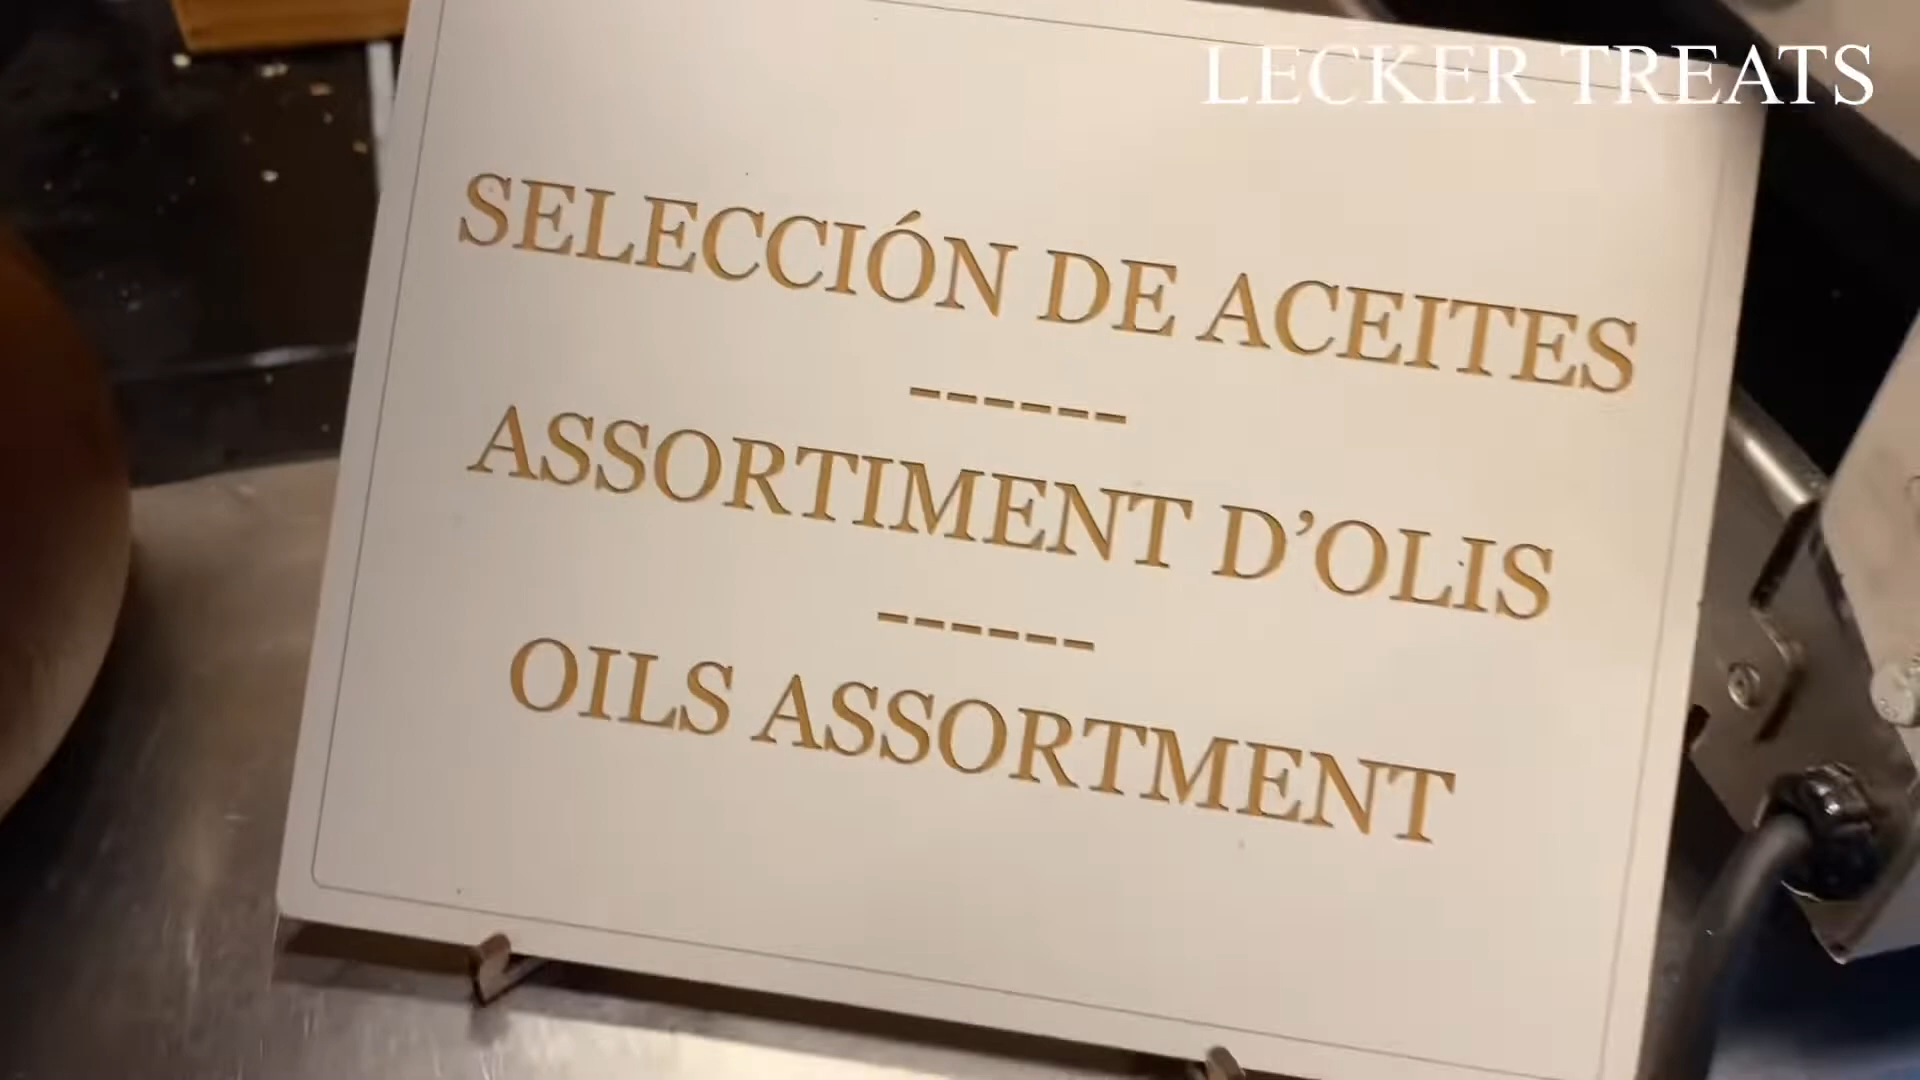 LECKER TREATS
SELECCIÓN DE ACEITES
------
ASSORTIMENT D’OLIS
------
OILS ASSORTMENT